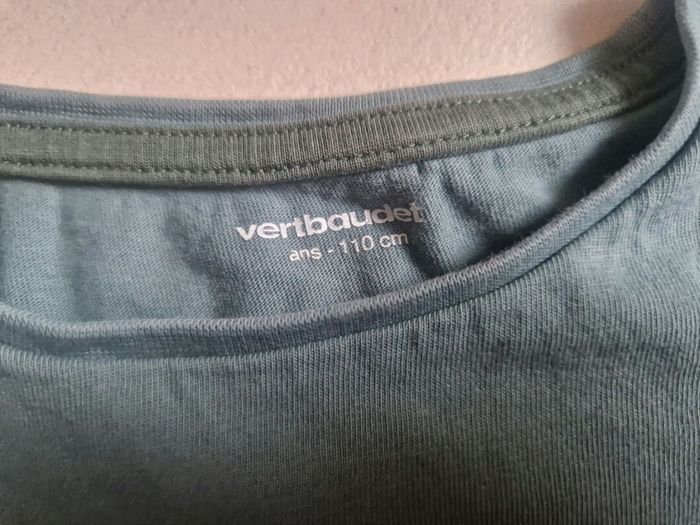 vertbaudet
ans - 110 cm